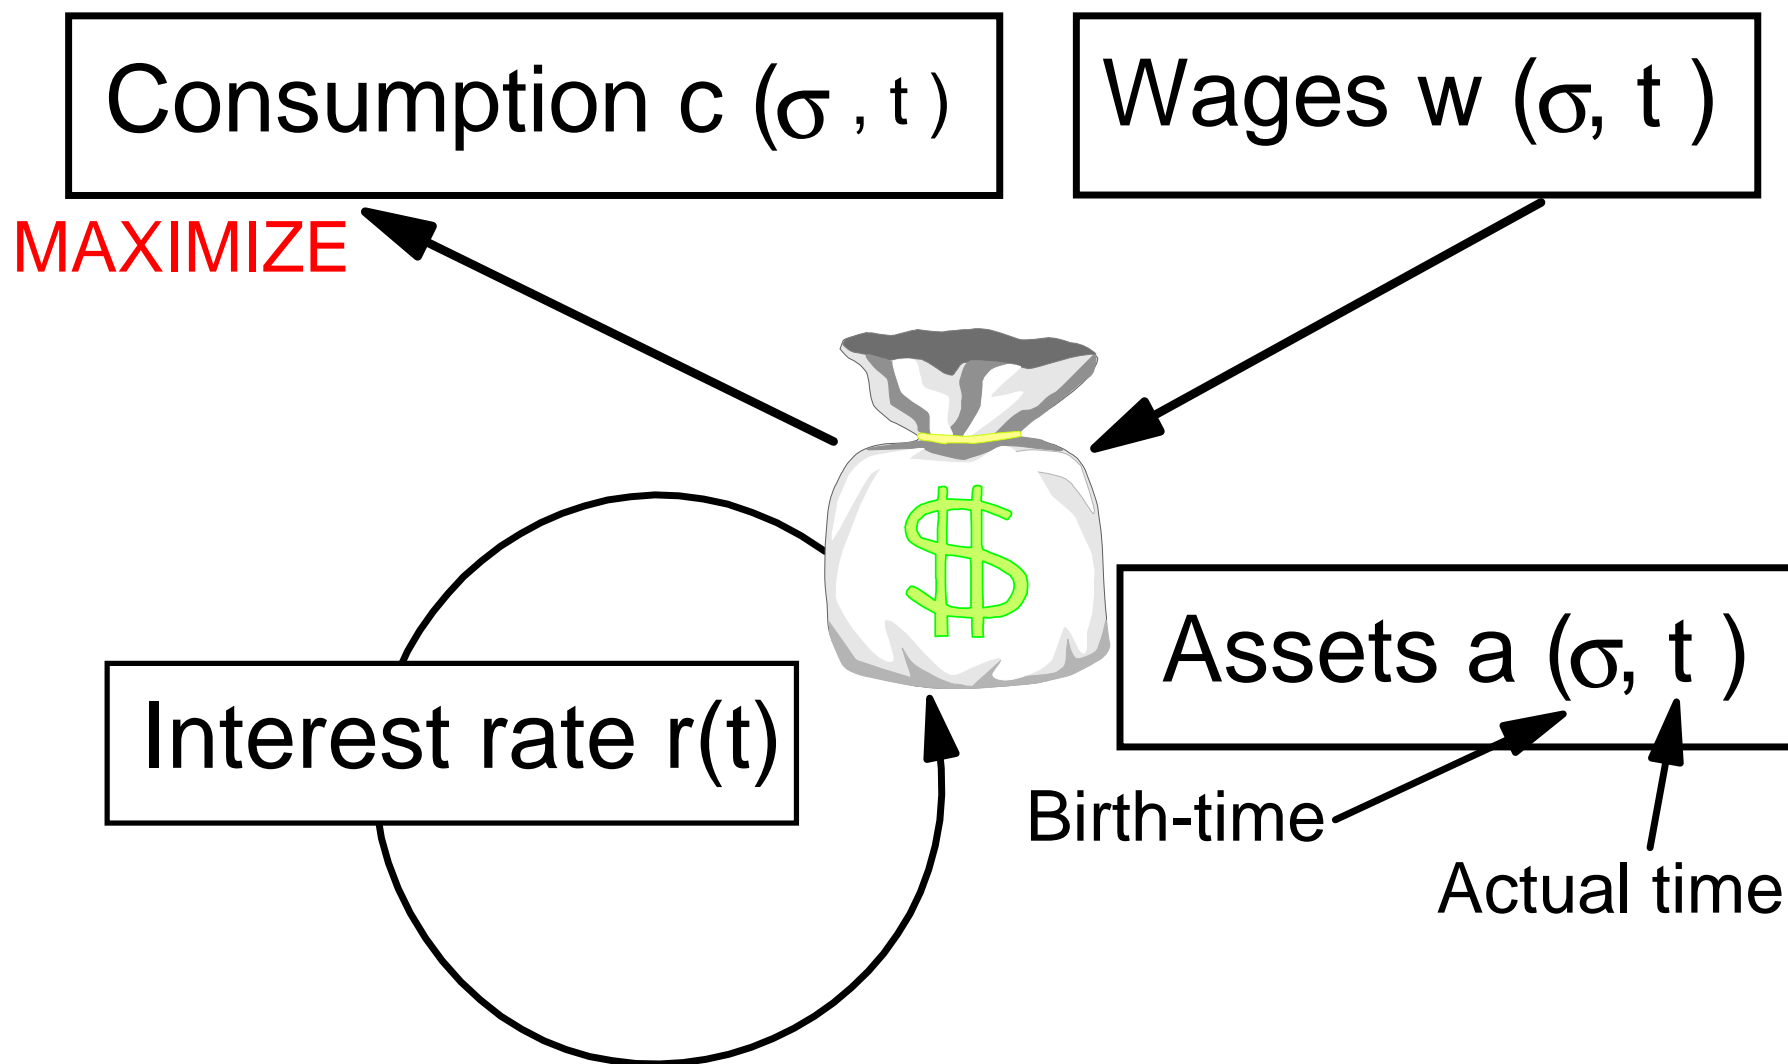 Consumption c (σ , t )
Wages w (σ, t )
MAXIMIZE
$
Assets a (σ, t )
Interest rate r(t)
Birth-time
Actual time